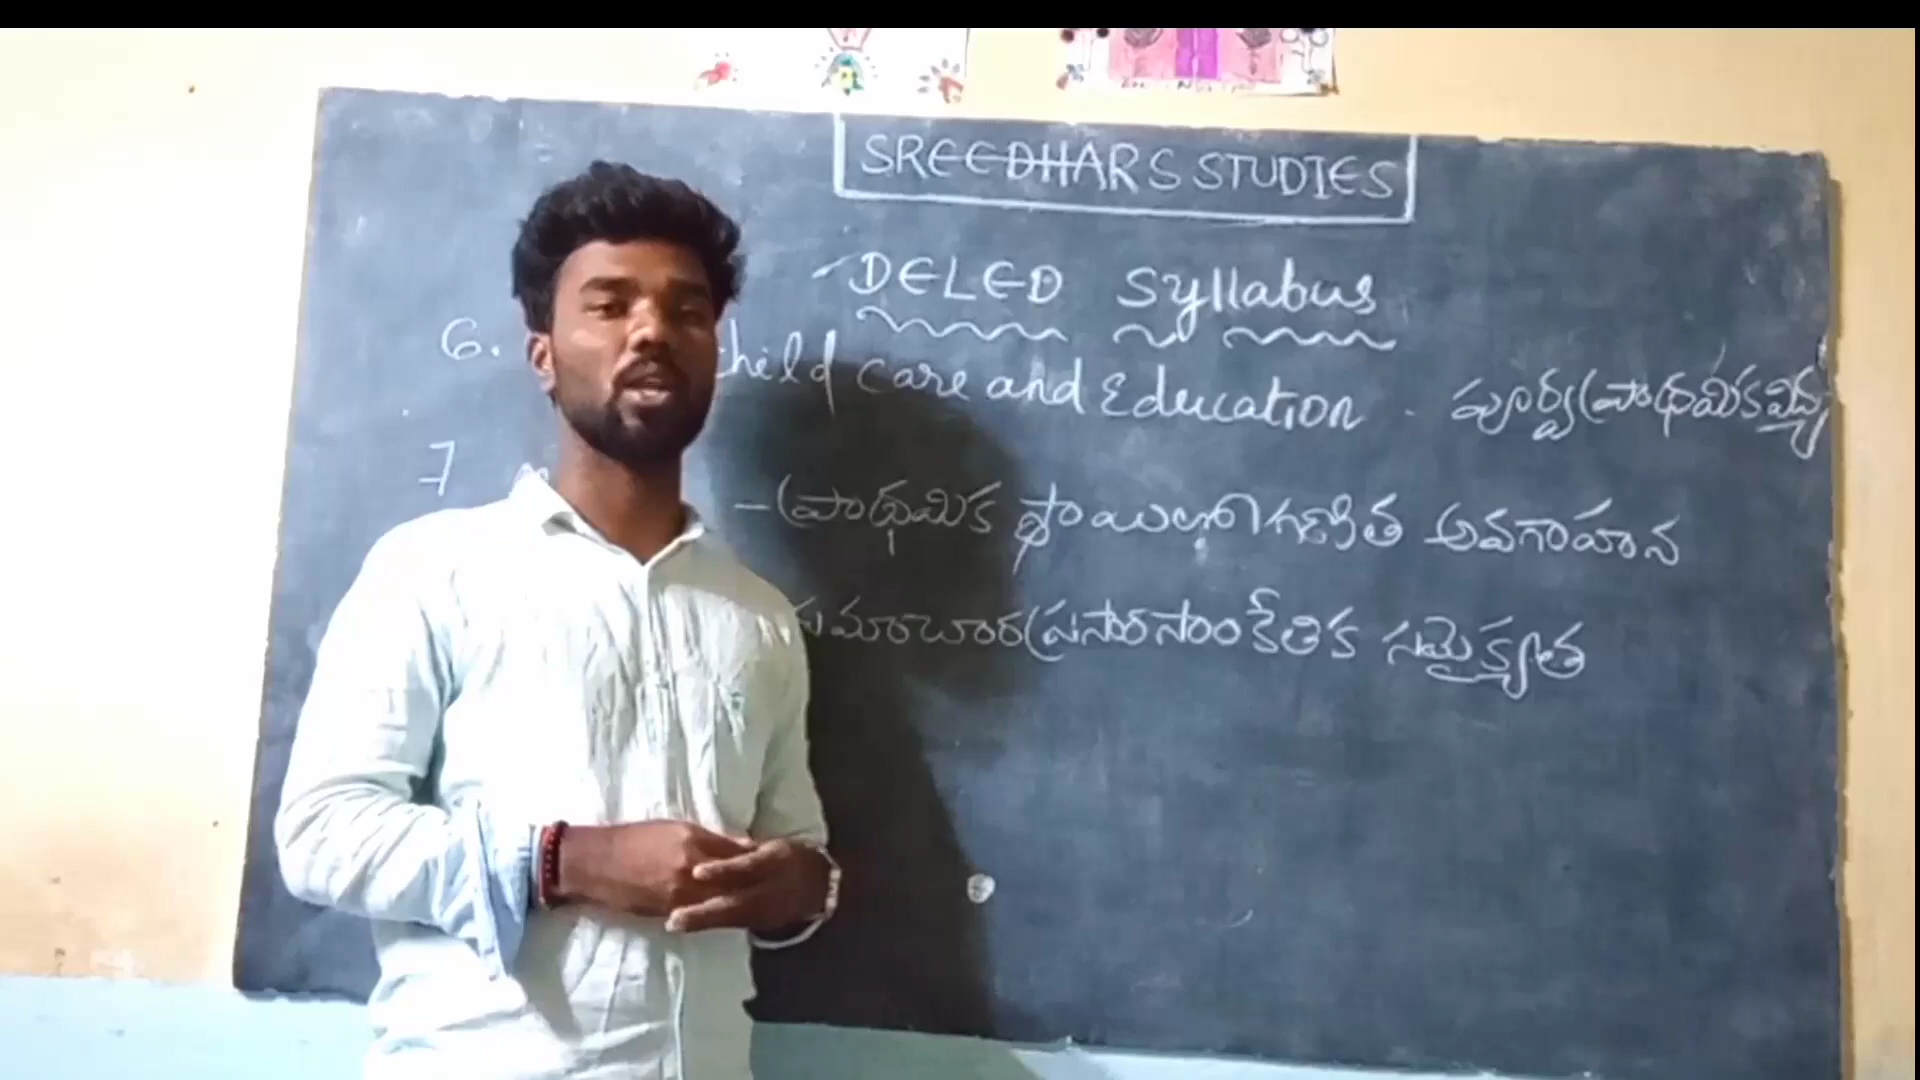 SREEDHARS STUDIES
DELED Syllabus
6. hild care and Education - పూర్వప్రాథమికవిద్య
7 - ప్రాథమిక స్థాయిలో గణిత అవగాహన
సమాచారప్రసారసాంకేతిక సమైక్యత